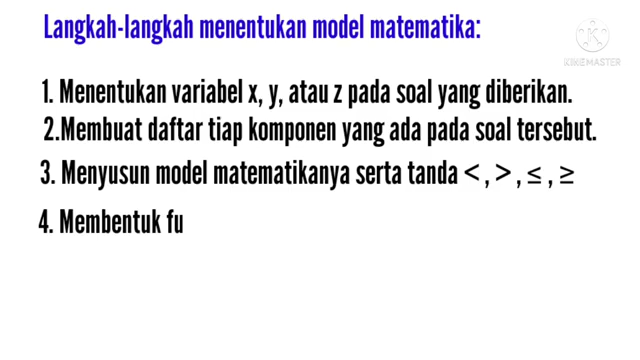 Langkah-langkah menentukan model matematika:
K
KINEMASTER
1. Menentukan variabel x, y, atau z pada soal yang diberikan.
2.Membuat daftar tiap komponen yang ada pada soal tersebut.
3. Menyusun model matematikanya serta tanda < , > , ≤ , ≥
4. Membentuk fu